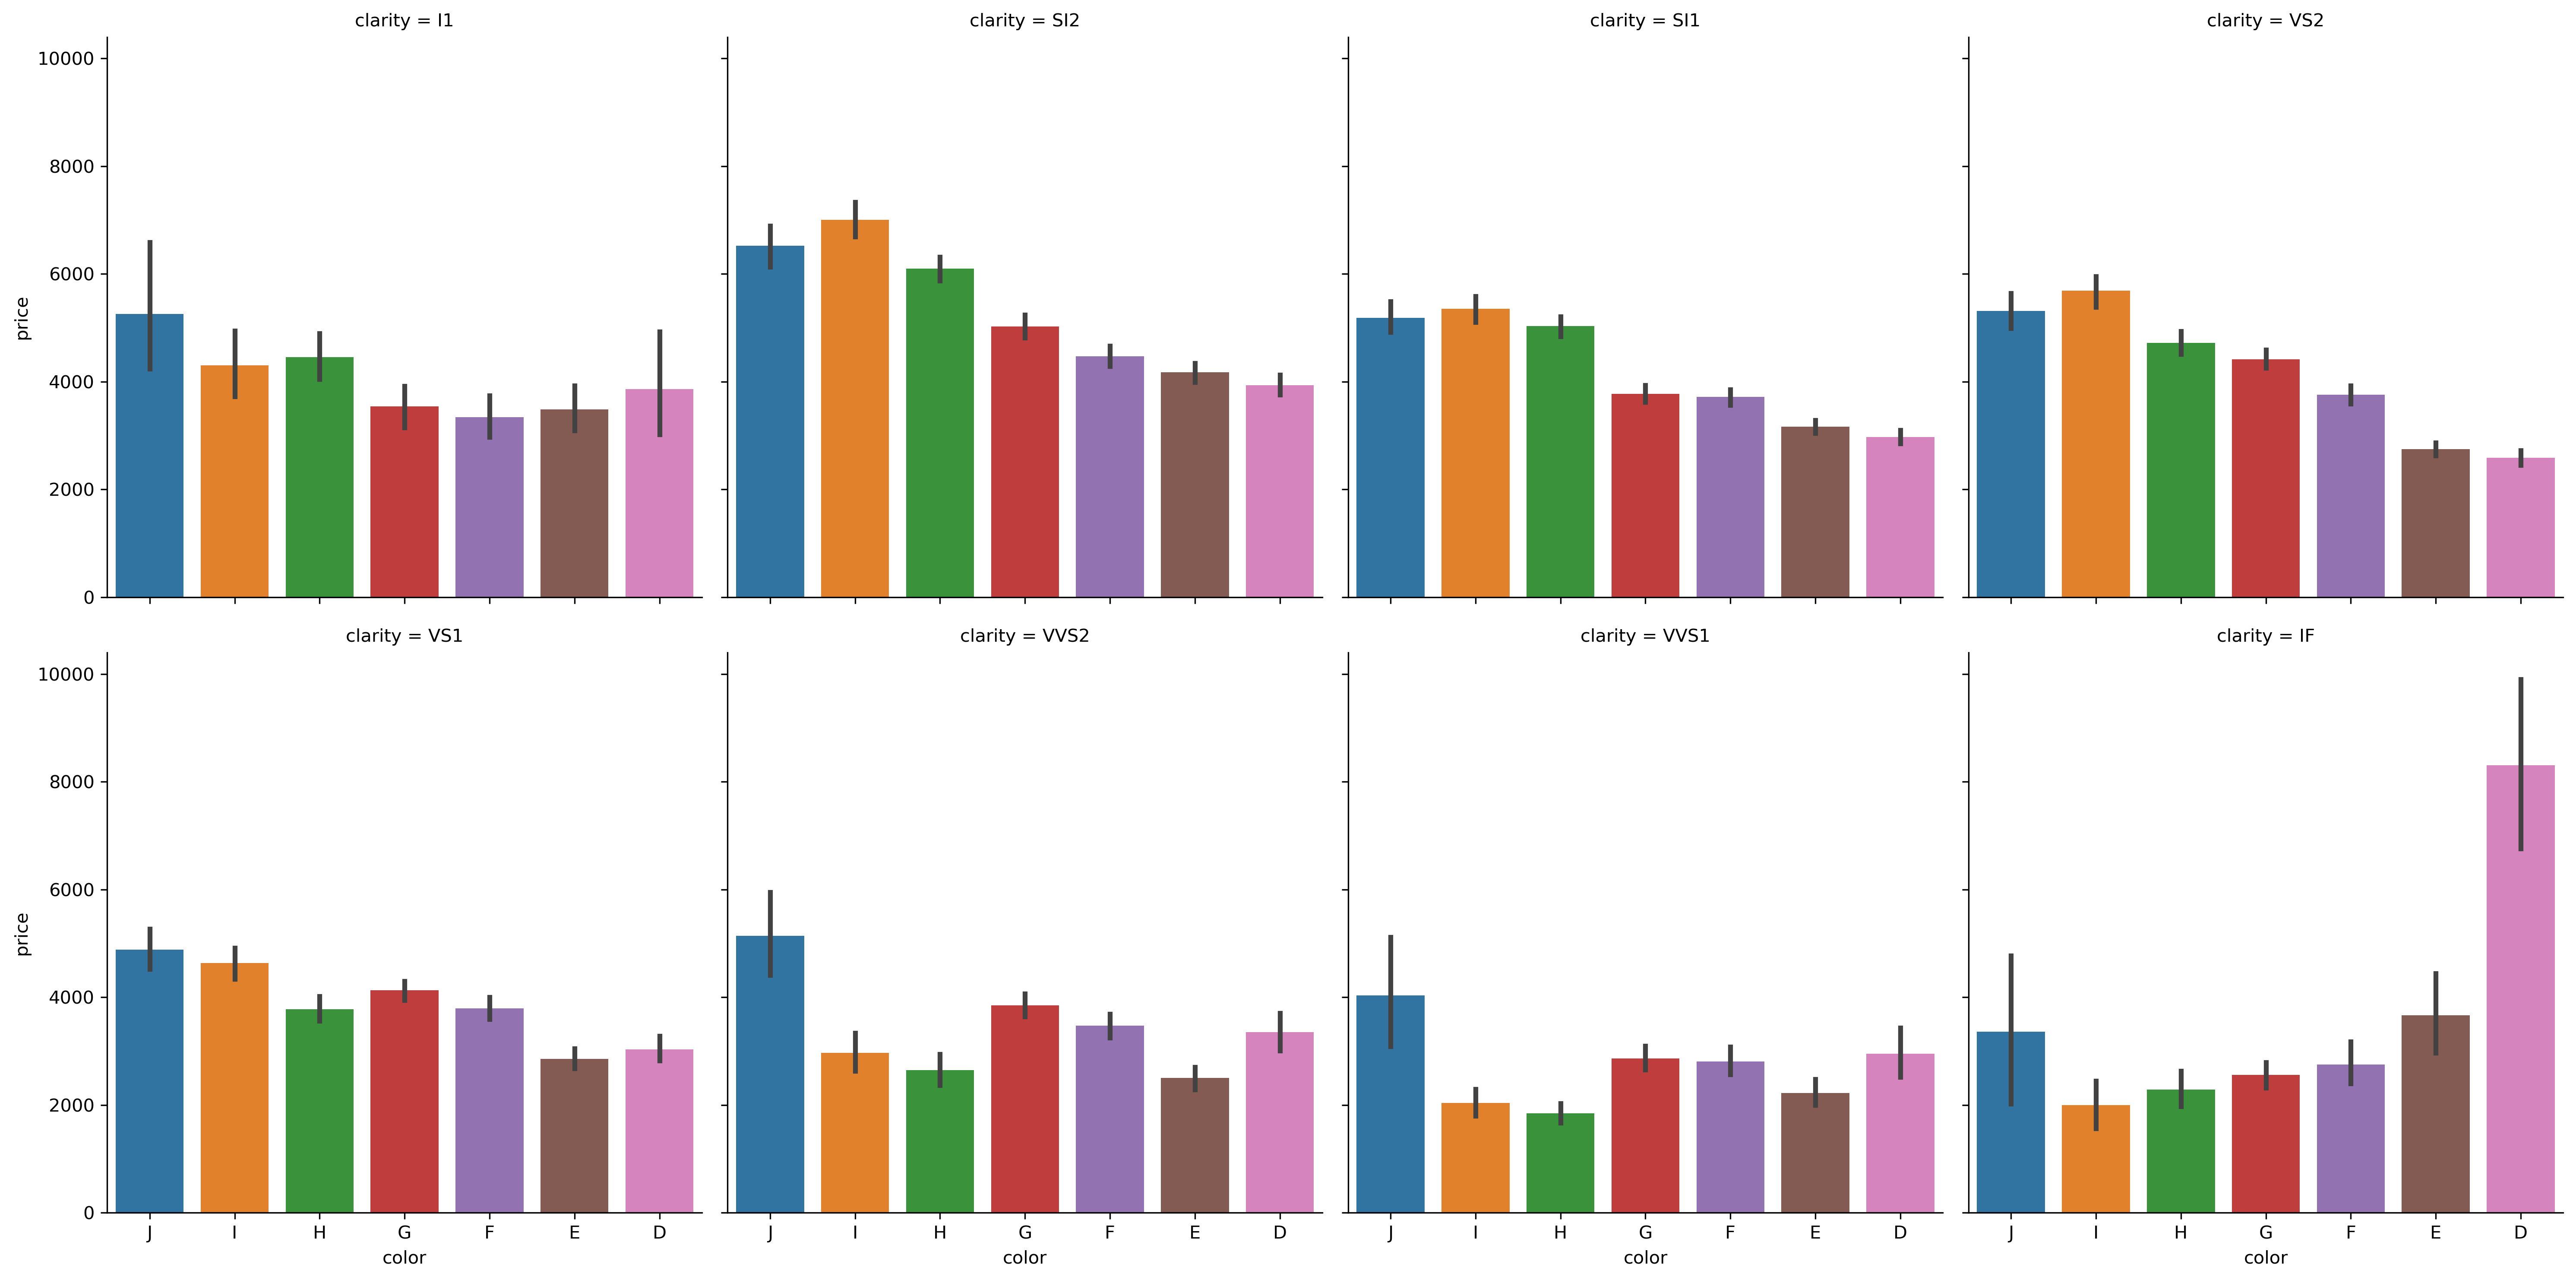 clarity = I1
clarity = SI2
clarity = SI1
clarity = VS2
10000
8000
6000
4000
2000
0
price
clarity = VS1
clarity = VVS2
clarity = VVS1
clarity = IF
10000
8000
6000
4000
2000
0
price
J I H G F E D
J I H G F E D
J I H G F E D
J I H G F E D
color
color
color
color